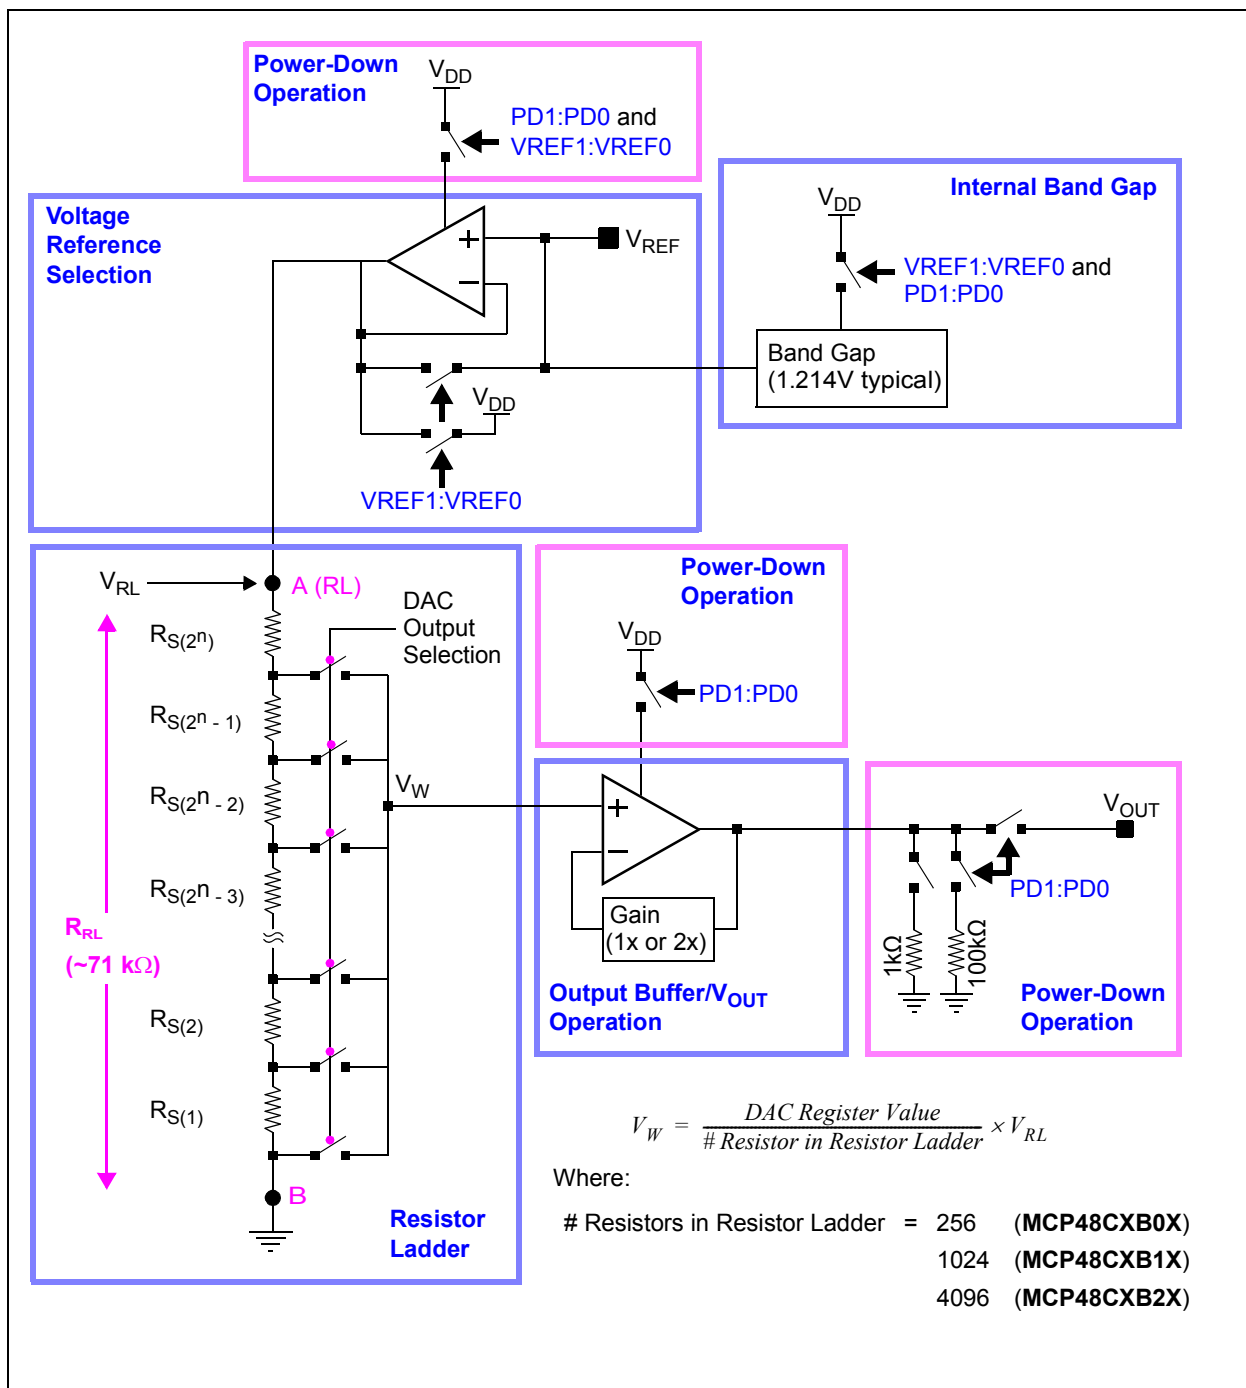 Power-Down
Operation
VDD
PD1:PD0 and
VREF1:VREF0
Internal Band Gap
VDD
VREF1:VREF0 and
PD1:PD0
Band Gap
(1.214V typical)
Voltage
Reference
Selection
+
−
VREF
VDD
VREF1:VREF0
VRL
A (RL)
DAC
Output
Selection
RS(2n)
RS(2n - 1)
RS(2n - 2)
RS(2n - 3)
RRL
(~71 kΩ)
RS(2)
RS(1)
VW
B
Resistor
Ladder
Power-Down
Operation
VDD
PD1:PD0
+
−
Gain
(1x or 2x)
Output Buffer/VOUT
Operation
VOUT
PD1:PD0
1kΩ
100kΩ
Power-Down
Operation
VW = DAC Register Value / # Resistor in Resistor Ladder × VRL
Where:
# Resistors in Resistor Ladder = 256 (MCP48CXB0X)
1024 (MCP48CXB1X)
4096 (MCP48CXB2X)